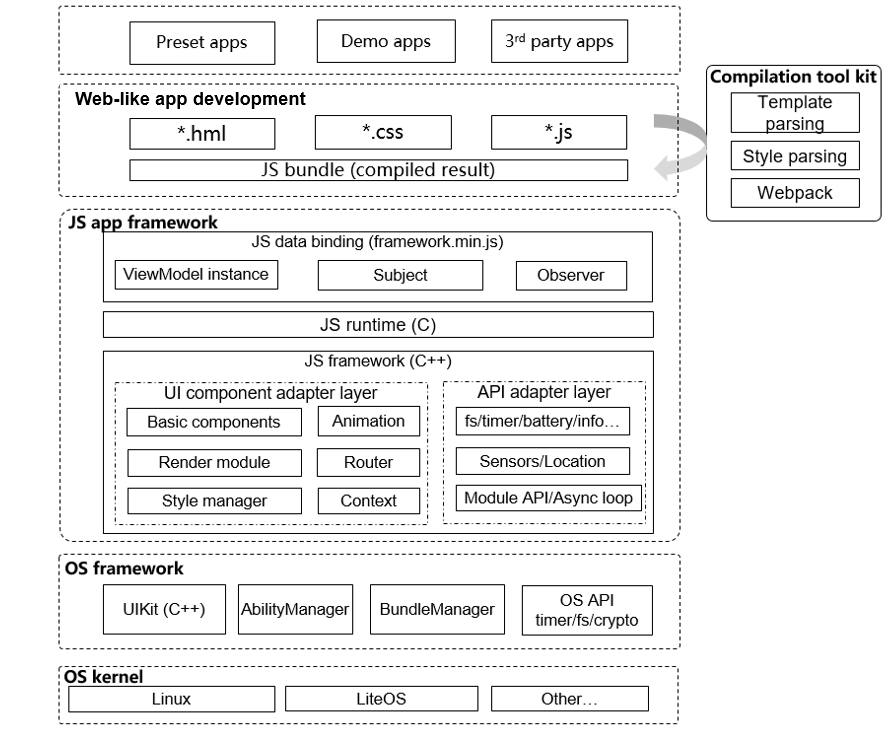 Preset apps
Demo apps
3rd party apps
Web-like app development
*.hml
*.css
*.js
JS bundle (compiled result)
Compilation tool kit
Template
parsing
Style parsing
Webpack
JS app framework
JS data binding (framework.min.js)
ViewModel instance
Subject
Observer
JS runtime (C)
JS framework (C++)
UI component adapter layer
Basic components
Animation
Render module
Router
Style manager
Context
API adapter layer
fs/timer/battery/info…
Sensors/Location
Module API/Async loop
OS framework
UIKit (C++)
AbilityManager
BundleManager
OS API
timer/fs/crypto
OS kernel
Linux
LiteOS
Other…